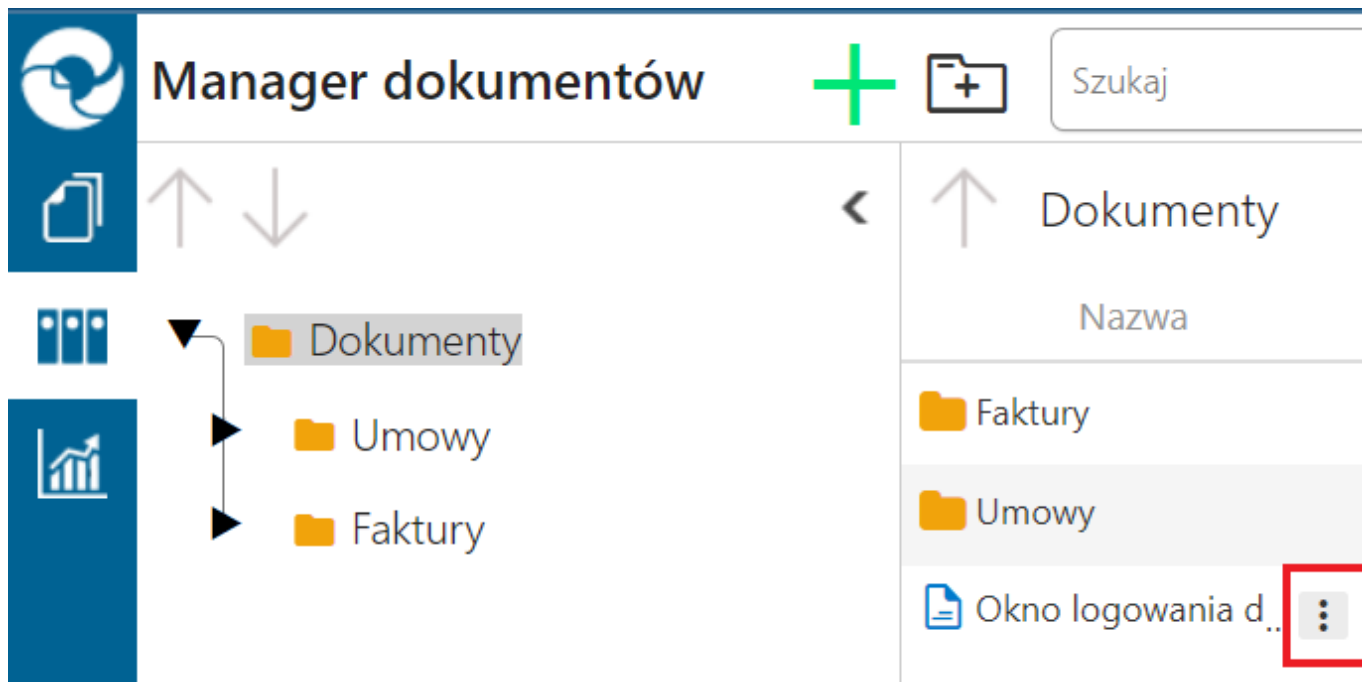 Manager dokumentów
Szukaj
Dokumenty
Umowy
Faktury
Dokumenty
Nazwa
Faktury
Umowy
Okno logowania d..